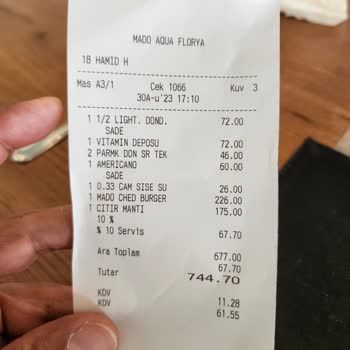 MADO AQUA FLORYA
18 HAMID H
Mas A3/1 Cek 1066 Kuv 3
30A-u'23 17:10
1 1/2 LIGHT. DOND. 72.00
SADE
1 VITAMIN DEPOSU 72.00
2 PARMK DON SR TEK 46.00
1 AMERICANO 60.00
SADE
1 0.33 CAM SISE SU 26.00
1 MADO CHED BURGER 226.00
1 CITIR MANTI 175.00
10 %
% 10 Servis 67.70
Ara Toplam 677.00
67.70
Tutar 744.70
KDV 11.28
KDV 61.55